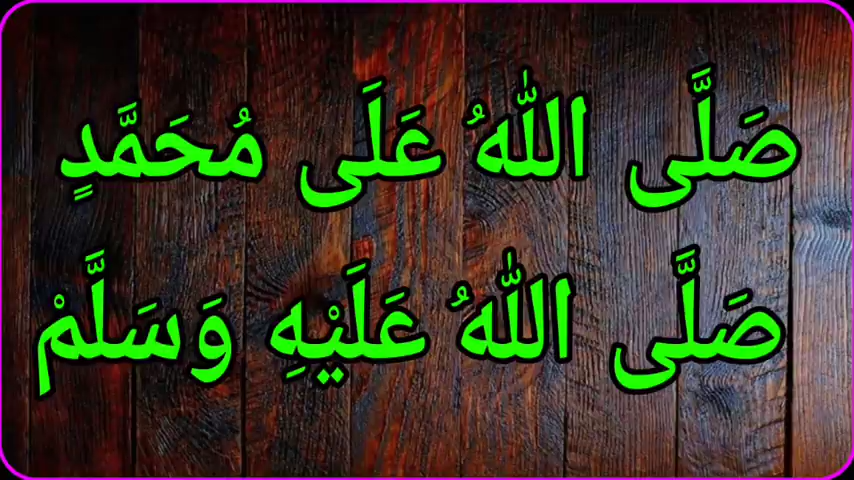 صَلَّى اللّٰهُ عَلَى مُحَمَّدٍ
صَلَّى اللّٰهُ عَلَيْهِ وَسَلَّمْ